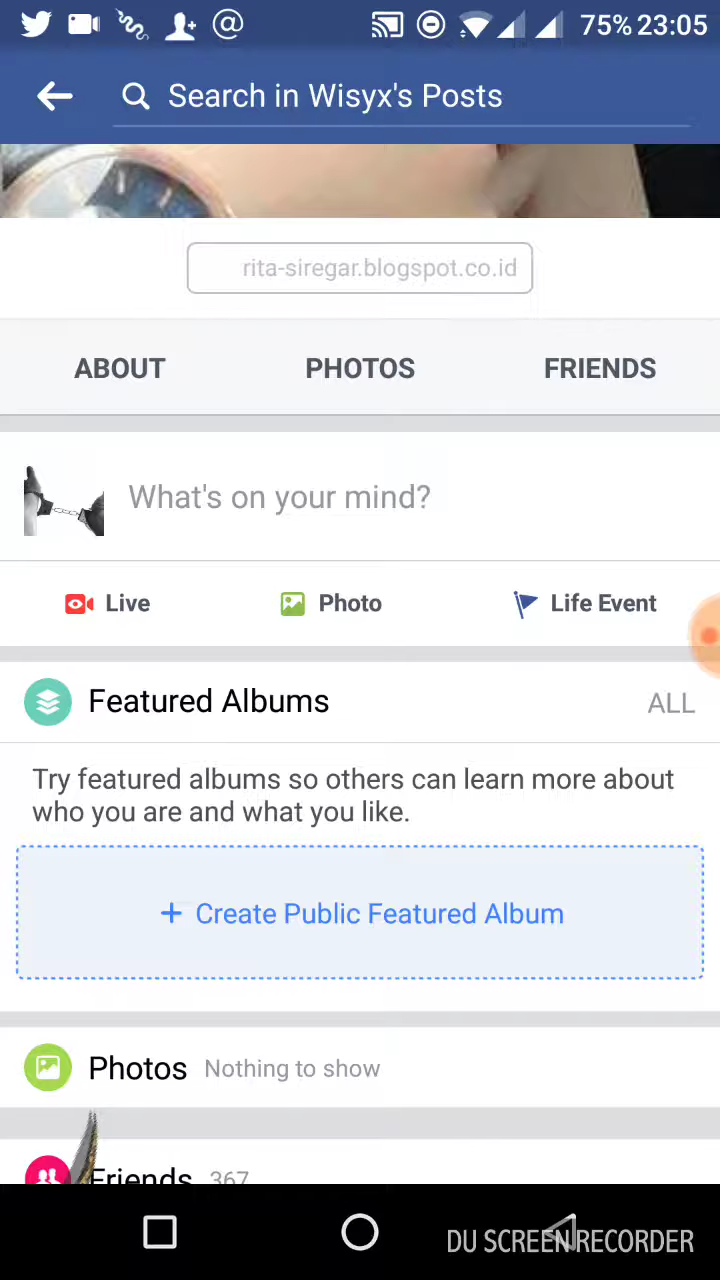 75% 23:05
Search in Wisyx's Posts
rita-siregar.blogspot.co.id
ABOUT PHOTOS FRIENDS
What's on your mind?
Live Photo Life Event
Featured Albums ALL
Try featured albums so others can learn more about
who you are and what you like.
+ Create Public Featured Album
Photos Nothing to show
Friends 367
DU SCREEN RECORDER